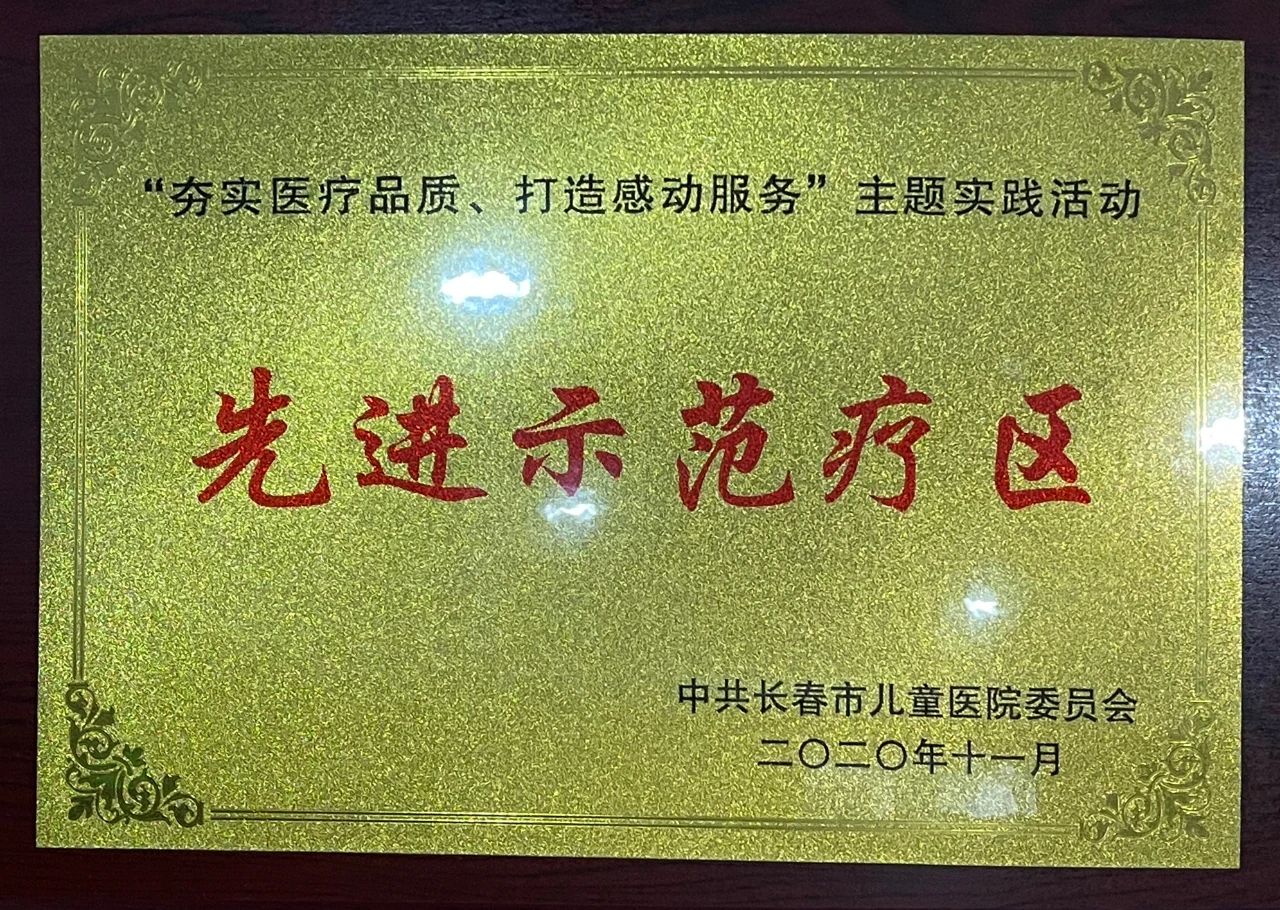 “夯实医疗品质、打造感动服务”主题实践活动
先进示范疗区
中共长春市儿童医院委员会
二〇二〇年十一月